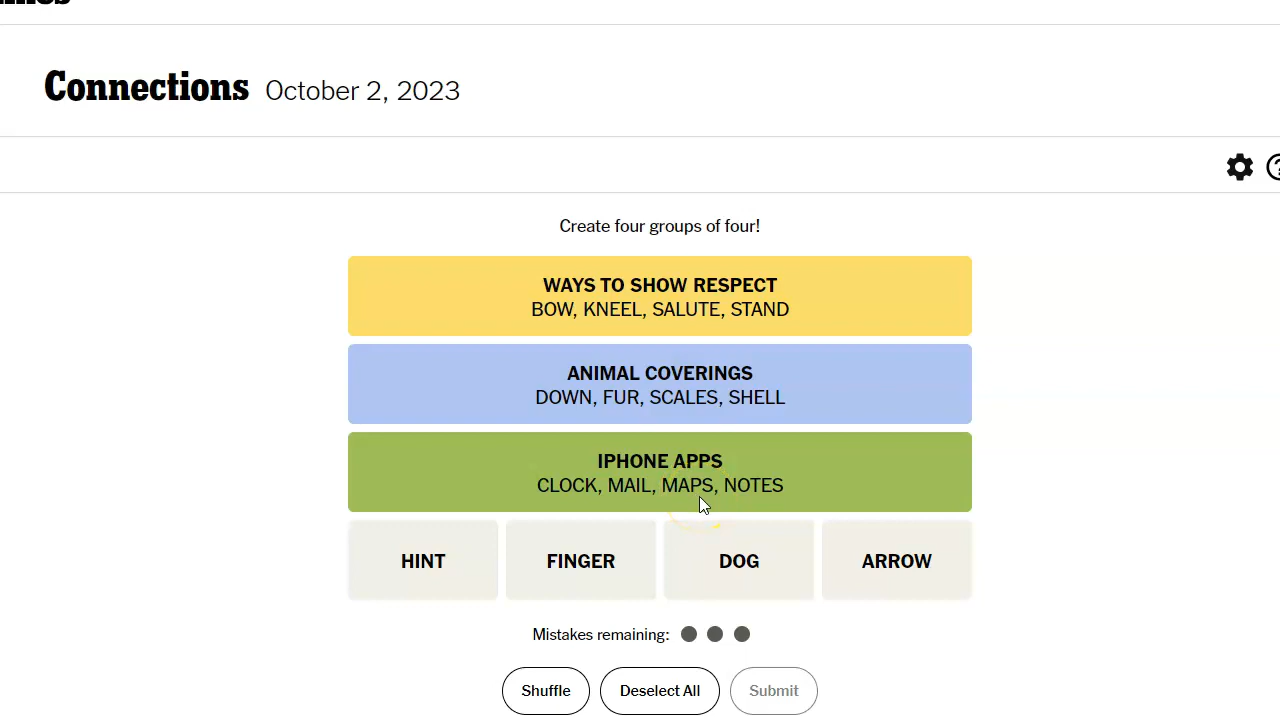 Connections October 2, 2023
Create four groups of four!
WAYS TO SHOW RESPECT
BOW, KNEEL, SALUTE, STAND
ANIMAL COVERINGS
DOWN, FUR, SCALES, SHELL
IPHONE APPS
CLOCK, MAIL, MAPS, NOTES
HINT FINGER DOG ARROW
Mistakes remaining:
Shuffle Deselect All Submit